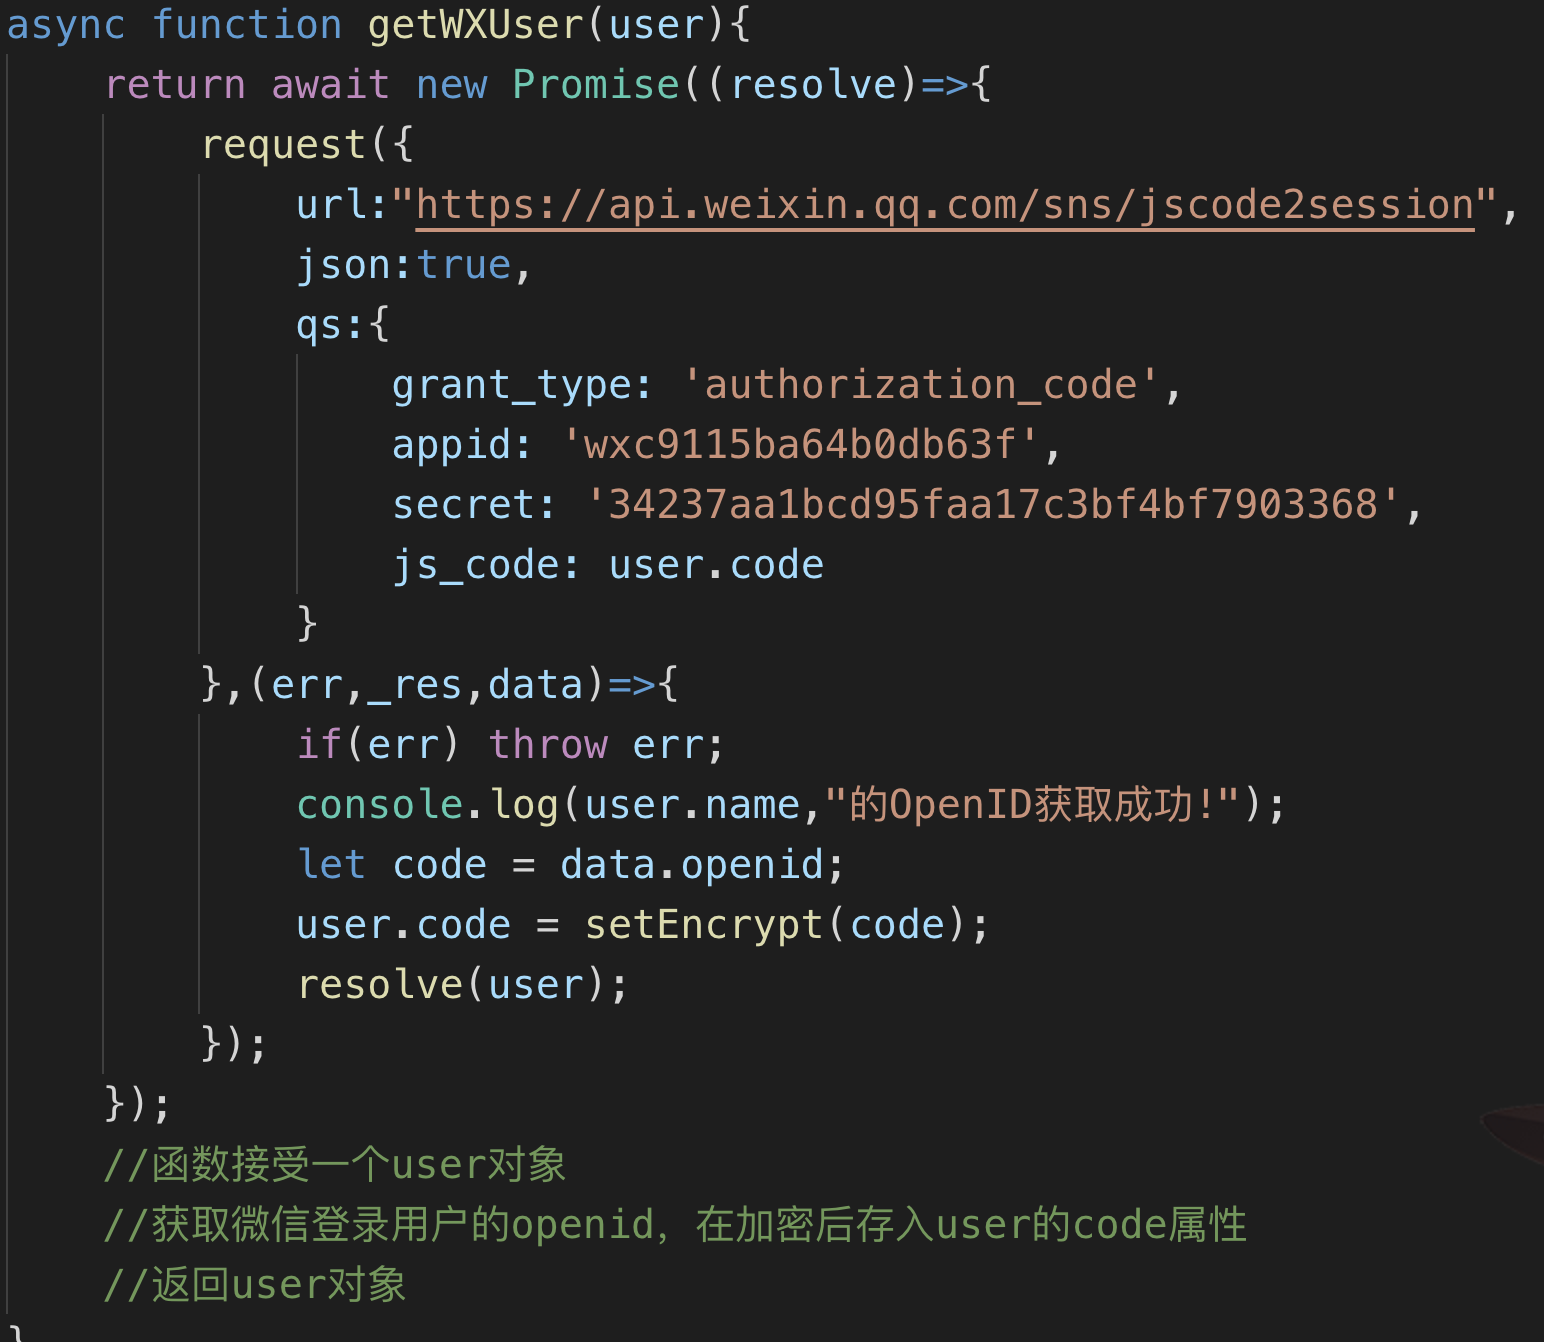 async function getWXUser(user){
return await new Promise((resolve)=>{
request({
url:"https://api.weixin.qq.com/sns/jscode2session",
json:true,
qs:{
grant_type: 'authorization_code',
appid: 'wxc9115ba64b0db63f',
secret: '34237aa1bcd95faa17c3bf4bf7903368',
js_code: user.code
}
},(err,_res,data)=>{
if(err) throw err;
console.log(user.name,"的OpenID获取成功!");
let code = data.openid;
user.code = setEncrypt(code);
resolve(user);
});
});
//函数接受一个user对象
//获取微信登录用户的openid，在加密后存入user的code属性
//返回user对象
}